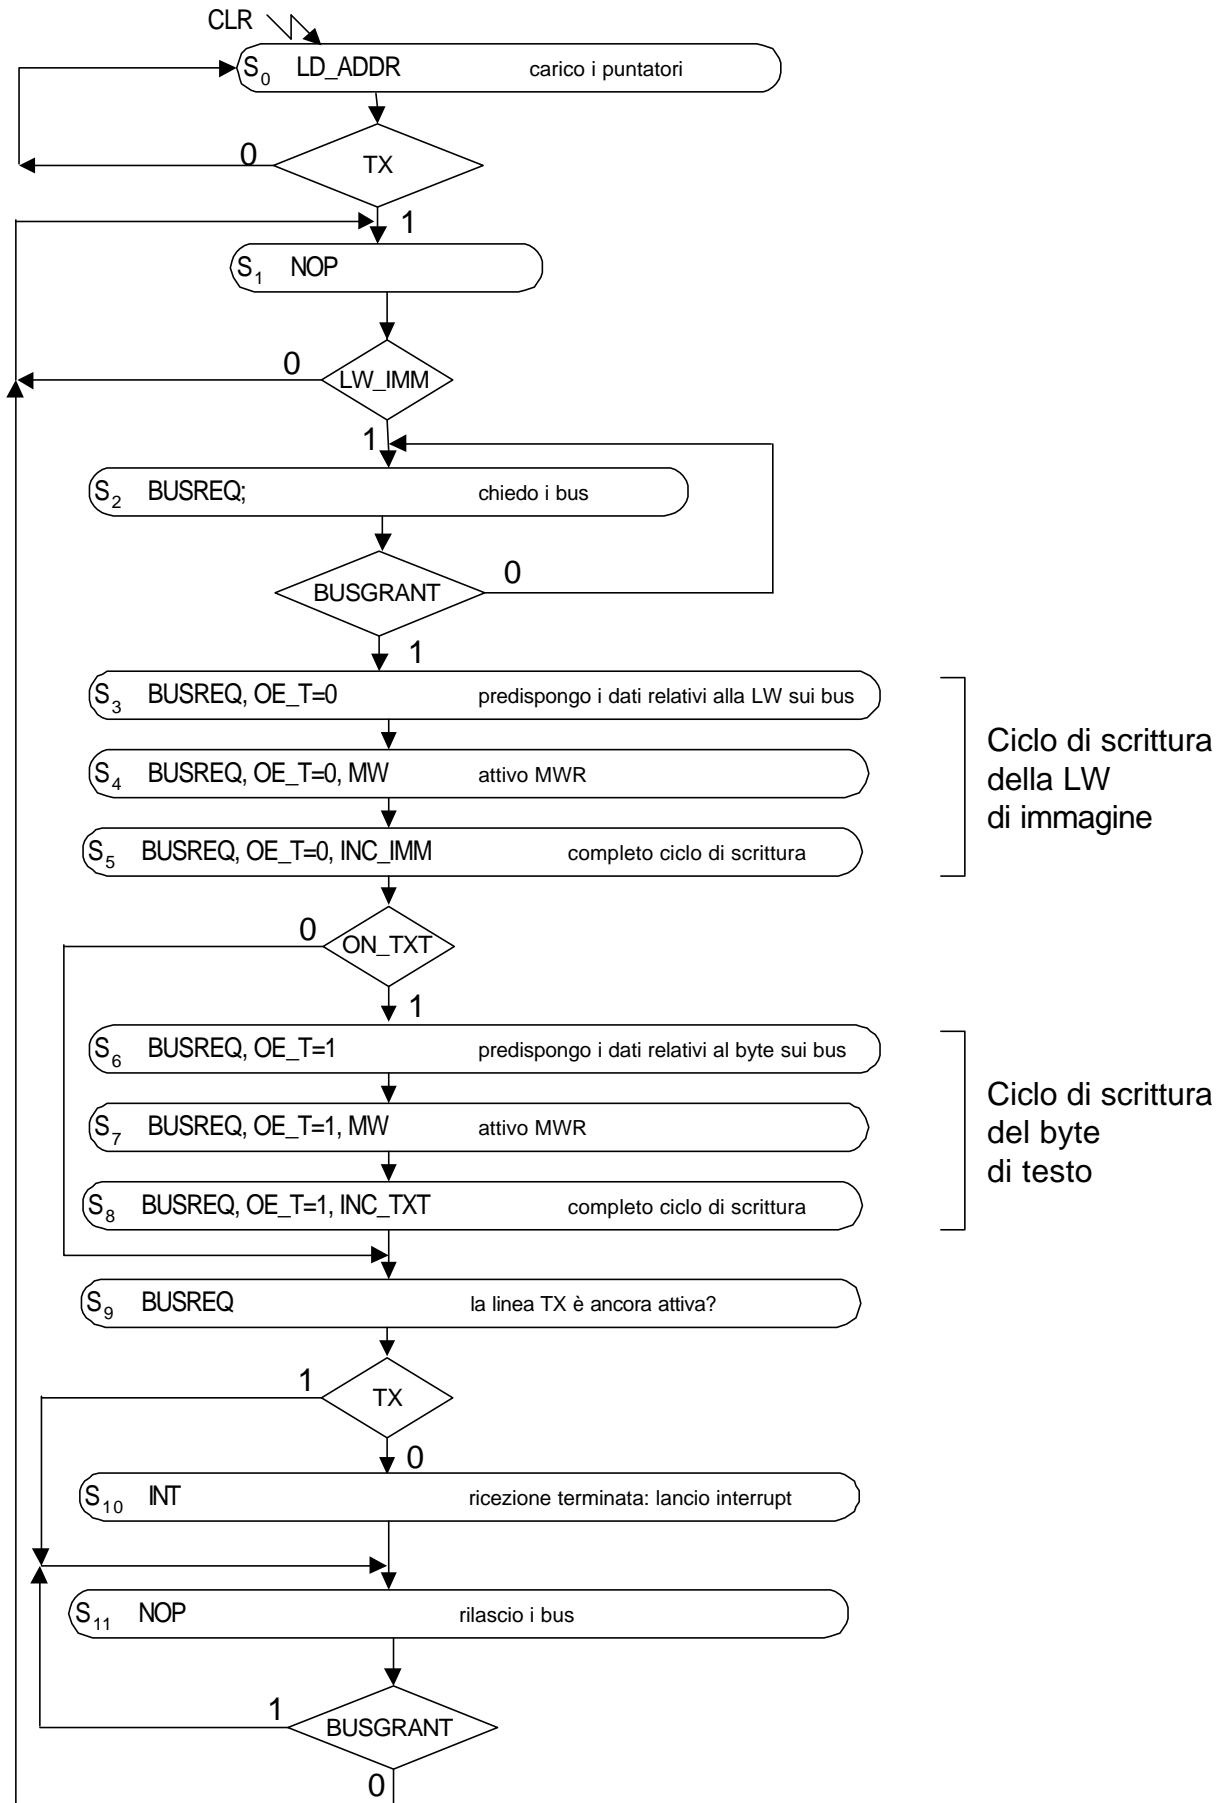 CLR
S0 LD_ADDR carico i puntatori
0 TX
1
S1 NOP
0 LW_IMM
1
S2 BUSREQ; chiedo i bus
BUSGRANT 0
1
S3 BUSREQ, OE_T=0 predispongo i dati relativi alla LW sui bus
S4 BUSREQ, OE_T=0, MW attivo MWR
S5 BUSREQ, OE_T=0, INC_IMM completo ciclo di scrittura
Ciclo di scrittura
della LW
di immagine
0 ON_TXT
1
S6 BUSREQ, OE_T=1 predispongo i dati relativi al byte sui bus
S7 BUSREQ, OE_T=1, MW attivo MWR
S8 BUSREQ, OE_T=1, INC_TXT completo ciclo di scrittura
Ciclo di scrittura
del byte
di testo
S9 BUSREQ la linea TX è ancora attiva?
1 TX
0
S10 INT ricezione terminata: lancio interrupt
S11 NOP rilascio i bus
1 BUSGRANT
0